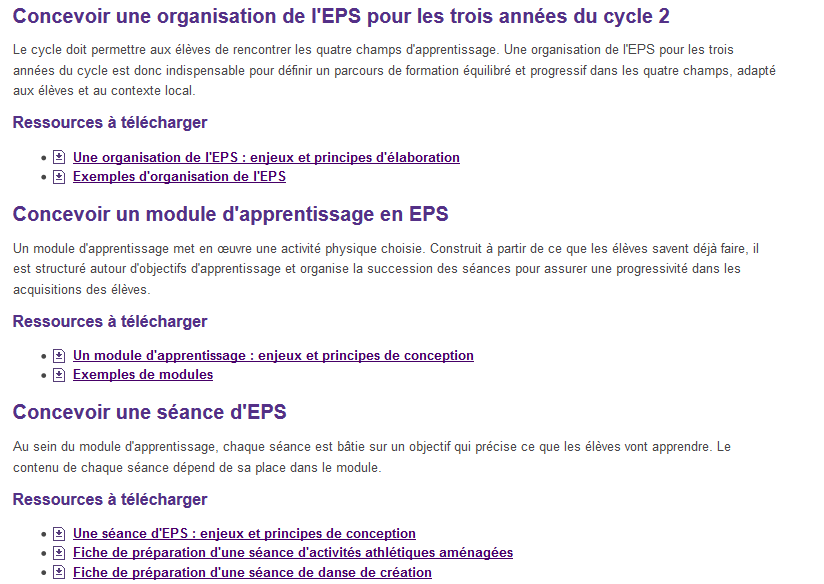 Concevoir une organisation de l'EPS pour les trois années du cycle 2
Le cycle doit permettre aux élèves de rencontrer les quatre champs d'apprentissage. Une organisation de l'EPS pour les trois
années du cycle est donc indispensable pour définir un parcours de formation équilibré et progressif dans les quatre champs, adapté
aux élèves et au contexte local.
Ressources à télécharger
Une organisation de l'EPS : enjeux et principes d'élaboration
Exemples d'organisation de l'EPS
Concevoir un module d'apprentissage en EPS
Un module d'apprentissage met en œuvre une activité physique choisie. Construit à partir de ce que les élèves savent déjà faire, il
est structuré autour d'objectifs d'apprentissage et organise la succession des séances pour assurer une progressivité dans les
acquisitions des élèves.
Ressources à télécharger
Un module d'apprentissage : enjeux et principes de conception
Exemples de modules
Concevoir une séance d'EPS
Au sein du module d'apprentissage, chaque séance est bâtie sur un objectif qui précise ce que les élèves vont apprendre. Le
contenu de chaque séance dépend de sa place dans le module.
Ressources à télécharger
Une séance d'EPS : enjeux et principes de conception
Fiche de préparation d'une séance d'activités athlétiques aménagées
Fiche de préparation d'une séance de danse de création